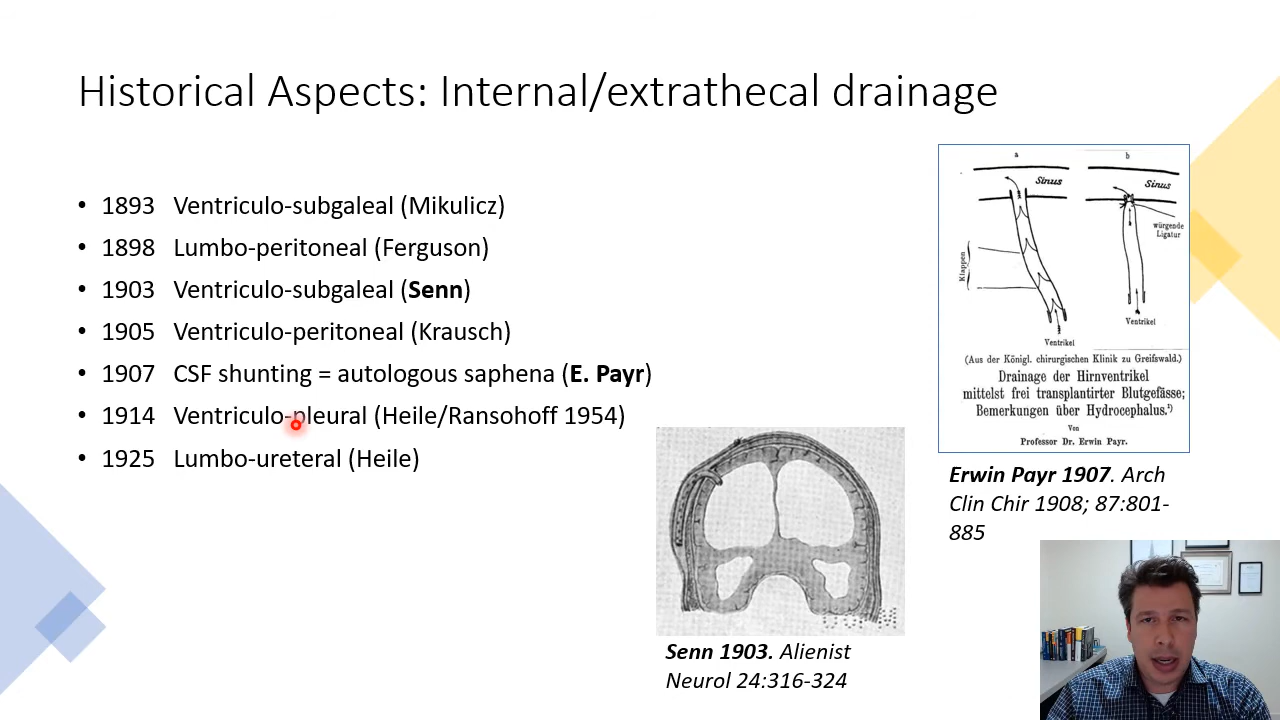 Historical Aspects: Internal/extrathecal drainage
• 1893 Ventriculo-subgaleal (Mikulicz)
• 1898 Lumbo-peritoneal (Ferguson)
• 1903 Ventriculo-subgaleal (Senn)
• 1905 Ventriculo-peritoneal (Krausch)
• 1907 CSF shunting = autologous saphena (E. Payr)
• 1914 Ventriculo-pleural (Heile/Ransohoff 1954)
• 1925 Lumbo-ureteral (Heile)
a
b
Sinus
Sinus
würgende
Ligatur
Klappen
Ventrikel
Ventrikel
(Aus der Königl. chirurgischen Klinik zu Greifswald.)
Drainage der Hirnventrikel
mittelst frei transplantirter Blutgefässe;
Bemerkungen über Hydrocephalus.¹)
Von
Professor Dr. Erwin Payr.
Erwin Payr 1907. Arch
Clin Chir 1908; 87:801-
885
Senn 1903. Alienist
Neurol 24:316-324